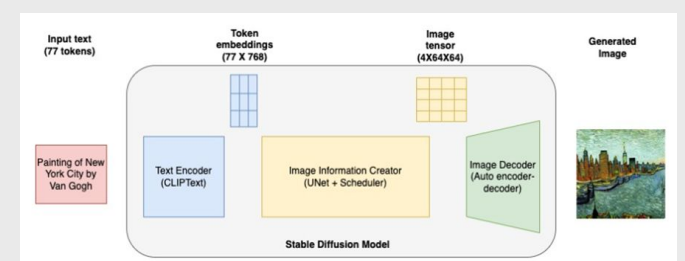 Input text
(77 tokens)
Token
embeddings
(77 X 768)
Image
tensor
(4X64X64)
Generated
Image
Painting of New
York City by
Van Gogh
Text Encoder
(CLIPText)
Image Information Creator
(UNet + Scheduler)
Image Decoder
(Auto encoder-
decoder)
Stable Diffusion Model